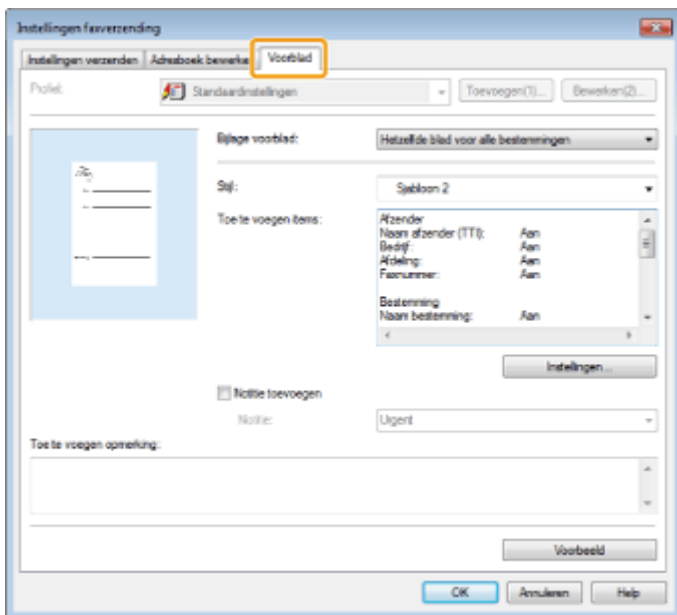 Instellingen faxverzending
Instellingen verzenden Adresboek bewerke Voorblad
Profiel: Standaardinstellingen Toevoegen(1)... Bewerken(2)...
Bijlage voorblad: Hetzelfde blad voor alle bestemmingen
Stijl: Sjabloon 2
Toe te voegen items: Afzender
Naam afzender (TTI): Aan
Bedrijf: Aan
Afdeling: Aan
Faxnummer: Aan
Bestemming
Naam bestemming: Aan
Instellingen...
Notitie toevoegen
Notitie: Urgent
Toe te voegen opmerking:
Voorbeeld
OK Annuleren Help